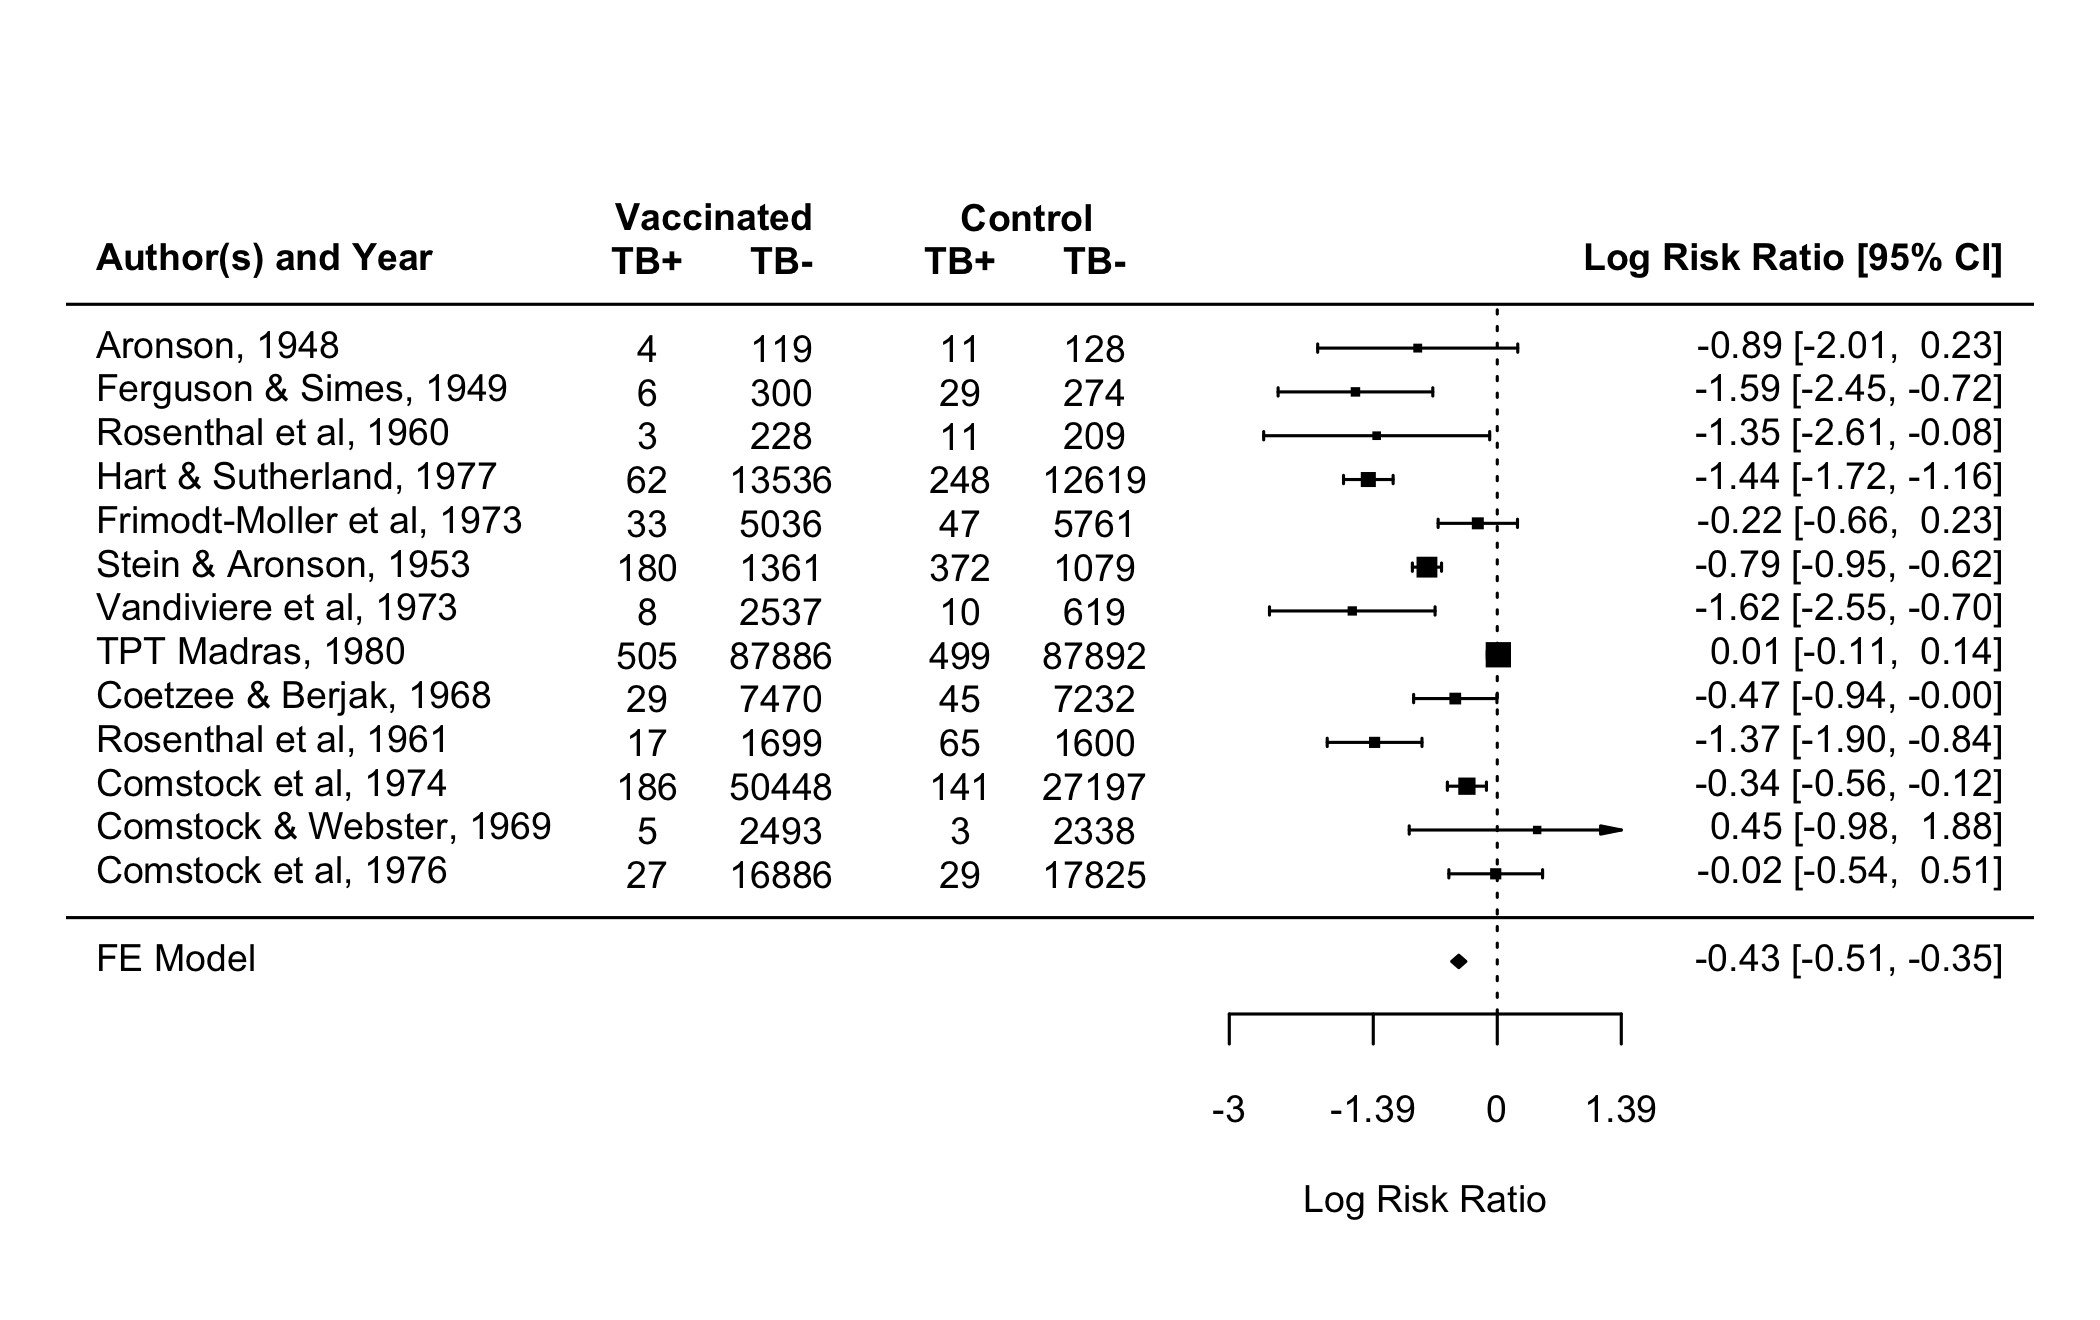 Vaccinated Control
Author(s) and Year TB+ TB- TB+ TB- Log Risk Ratio [95% CI]
Aronson, 1948 4 119 11 128 -0.89 [-2.01, 0.23]
Ferguson & Simes, 1949 6 300 29 274 -1.59 [-2.45, -0.72]
Rosenthal et al, 1960 3 228 11 209 -1.35 [-2.61, -0.08]
Hart & Sutherland, 1977 62 13536 248 12619 -1.44 [-1.72, -1.16]
Frimodt-Moller et al, 1973 33 5036 47 5761 -0.22 [-0.66, 0.23]
Stein & Aronson, 1953 180 1361 372 1079 -0.79 [-0.95, -0.62]
Vandiviere et al, 1973 8 2537 10 619 -1.62 [-2.55, -0.70]
TPT Madras, 1980 505 87886 499 87892 0.01 [-0.11, 0.14]
Coetzee & Berjak, 1968 29 7470 45 7232 -0.47 [-0.94, -0.00]
Rosenthal et al, 1961 17 1699 65 1600 -1.37 [-1.90, -0.84]
Comstock et al, 1974 186 50448 141 27197 -0.34 [-0.56, -0.12]
Comstock & Webster, 1969 5 2493 3 2338 0.45 [-0.98, 1.88]
Comstock et al, 1976 27 16886 29 17825 -0.02 [-0.54, 0.51]
FE Model -0.43 [-0.51, -0.35]
-3 -1.39 0 1.39
Log Risk Ratio